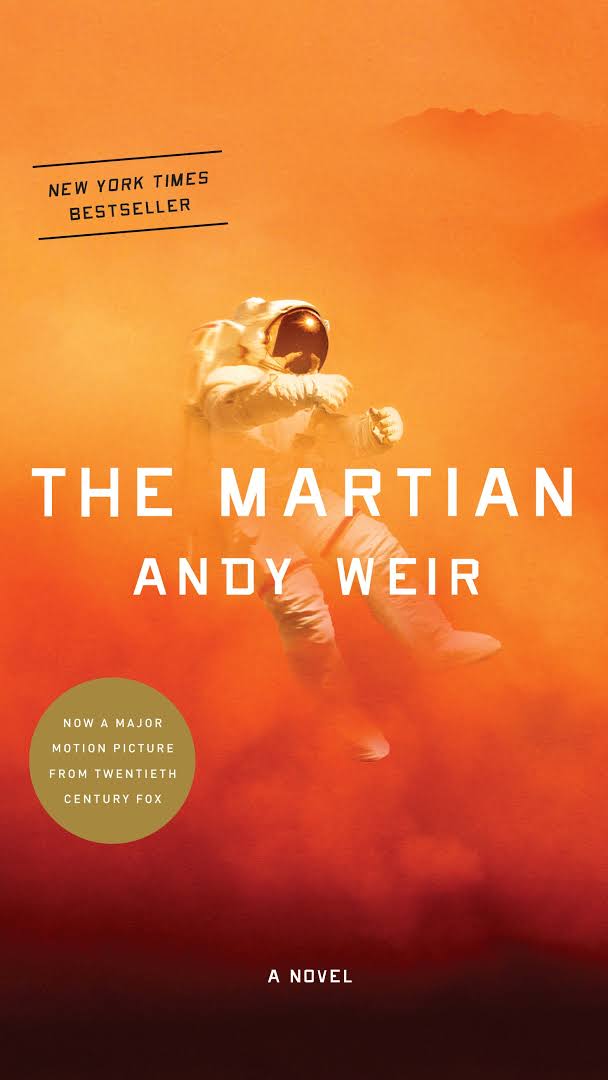 NEW YORK TIMES
BESTSELLER
THE MARTIAN
ANDY WEIR
NOW A MAJOR
MOTION PICTURE
FROM TWENTIETH
CENTURY FOX
A NOVEL